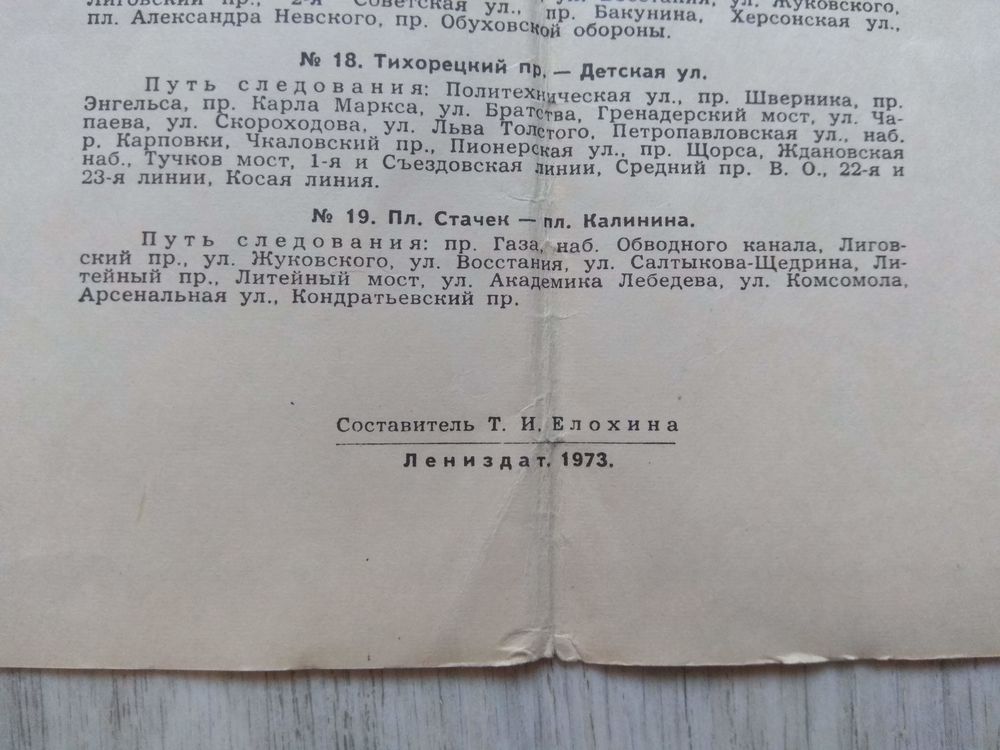 Лиговский пр., 2-я Советская ул., ул. Восстания, ул. Жуковского,
пл. Александра Невского, пр. Обуховской обороны. пр. Бакунина, Херсонская ул.,
№ 18. Тихорецкий пр. — Детская ул.
Путь следования: Политехническая ул., пр. Шверника, пр.
Энгельса, пр. Карла Маркса, ул. Братства, Гренадерский мост, ул. Ча-
паева, ул. Скороходова, ул. Льва Толстого, Петропавловская ул., наб.
р. Карповки, Чкаловский пр., Пионерская ул., пр. Щорса, Ждановская
наб., Тучков мост, 1-я и Съездовская линии, Средний пр. В. О., 22-я и
23-я линии, Косая линия.
№ 19. Пл. Стачек — пл. Калинина.
Путь следования: пр. Газа, наб. Обводного канала, Лигов-
ский пр., ул. Жуковского, ул. Восстания, ул. Салтыкова-Щедрина, Ли-
тейный пр., Литейный мост, ул. Академика Лебедева, ул. Комсомола,
Арсенальная ул., Кондратьевский пр.
Составитель Т. И. Елохина
Лениздат. 1973.